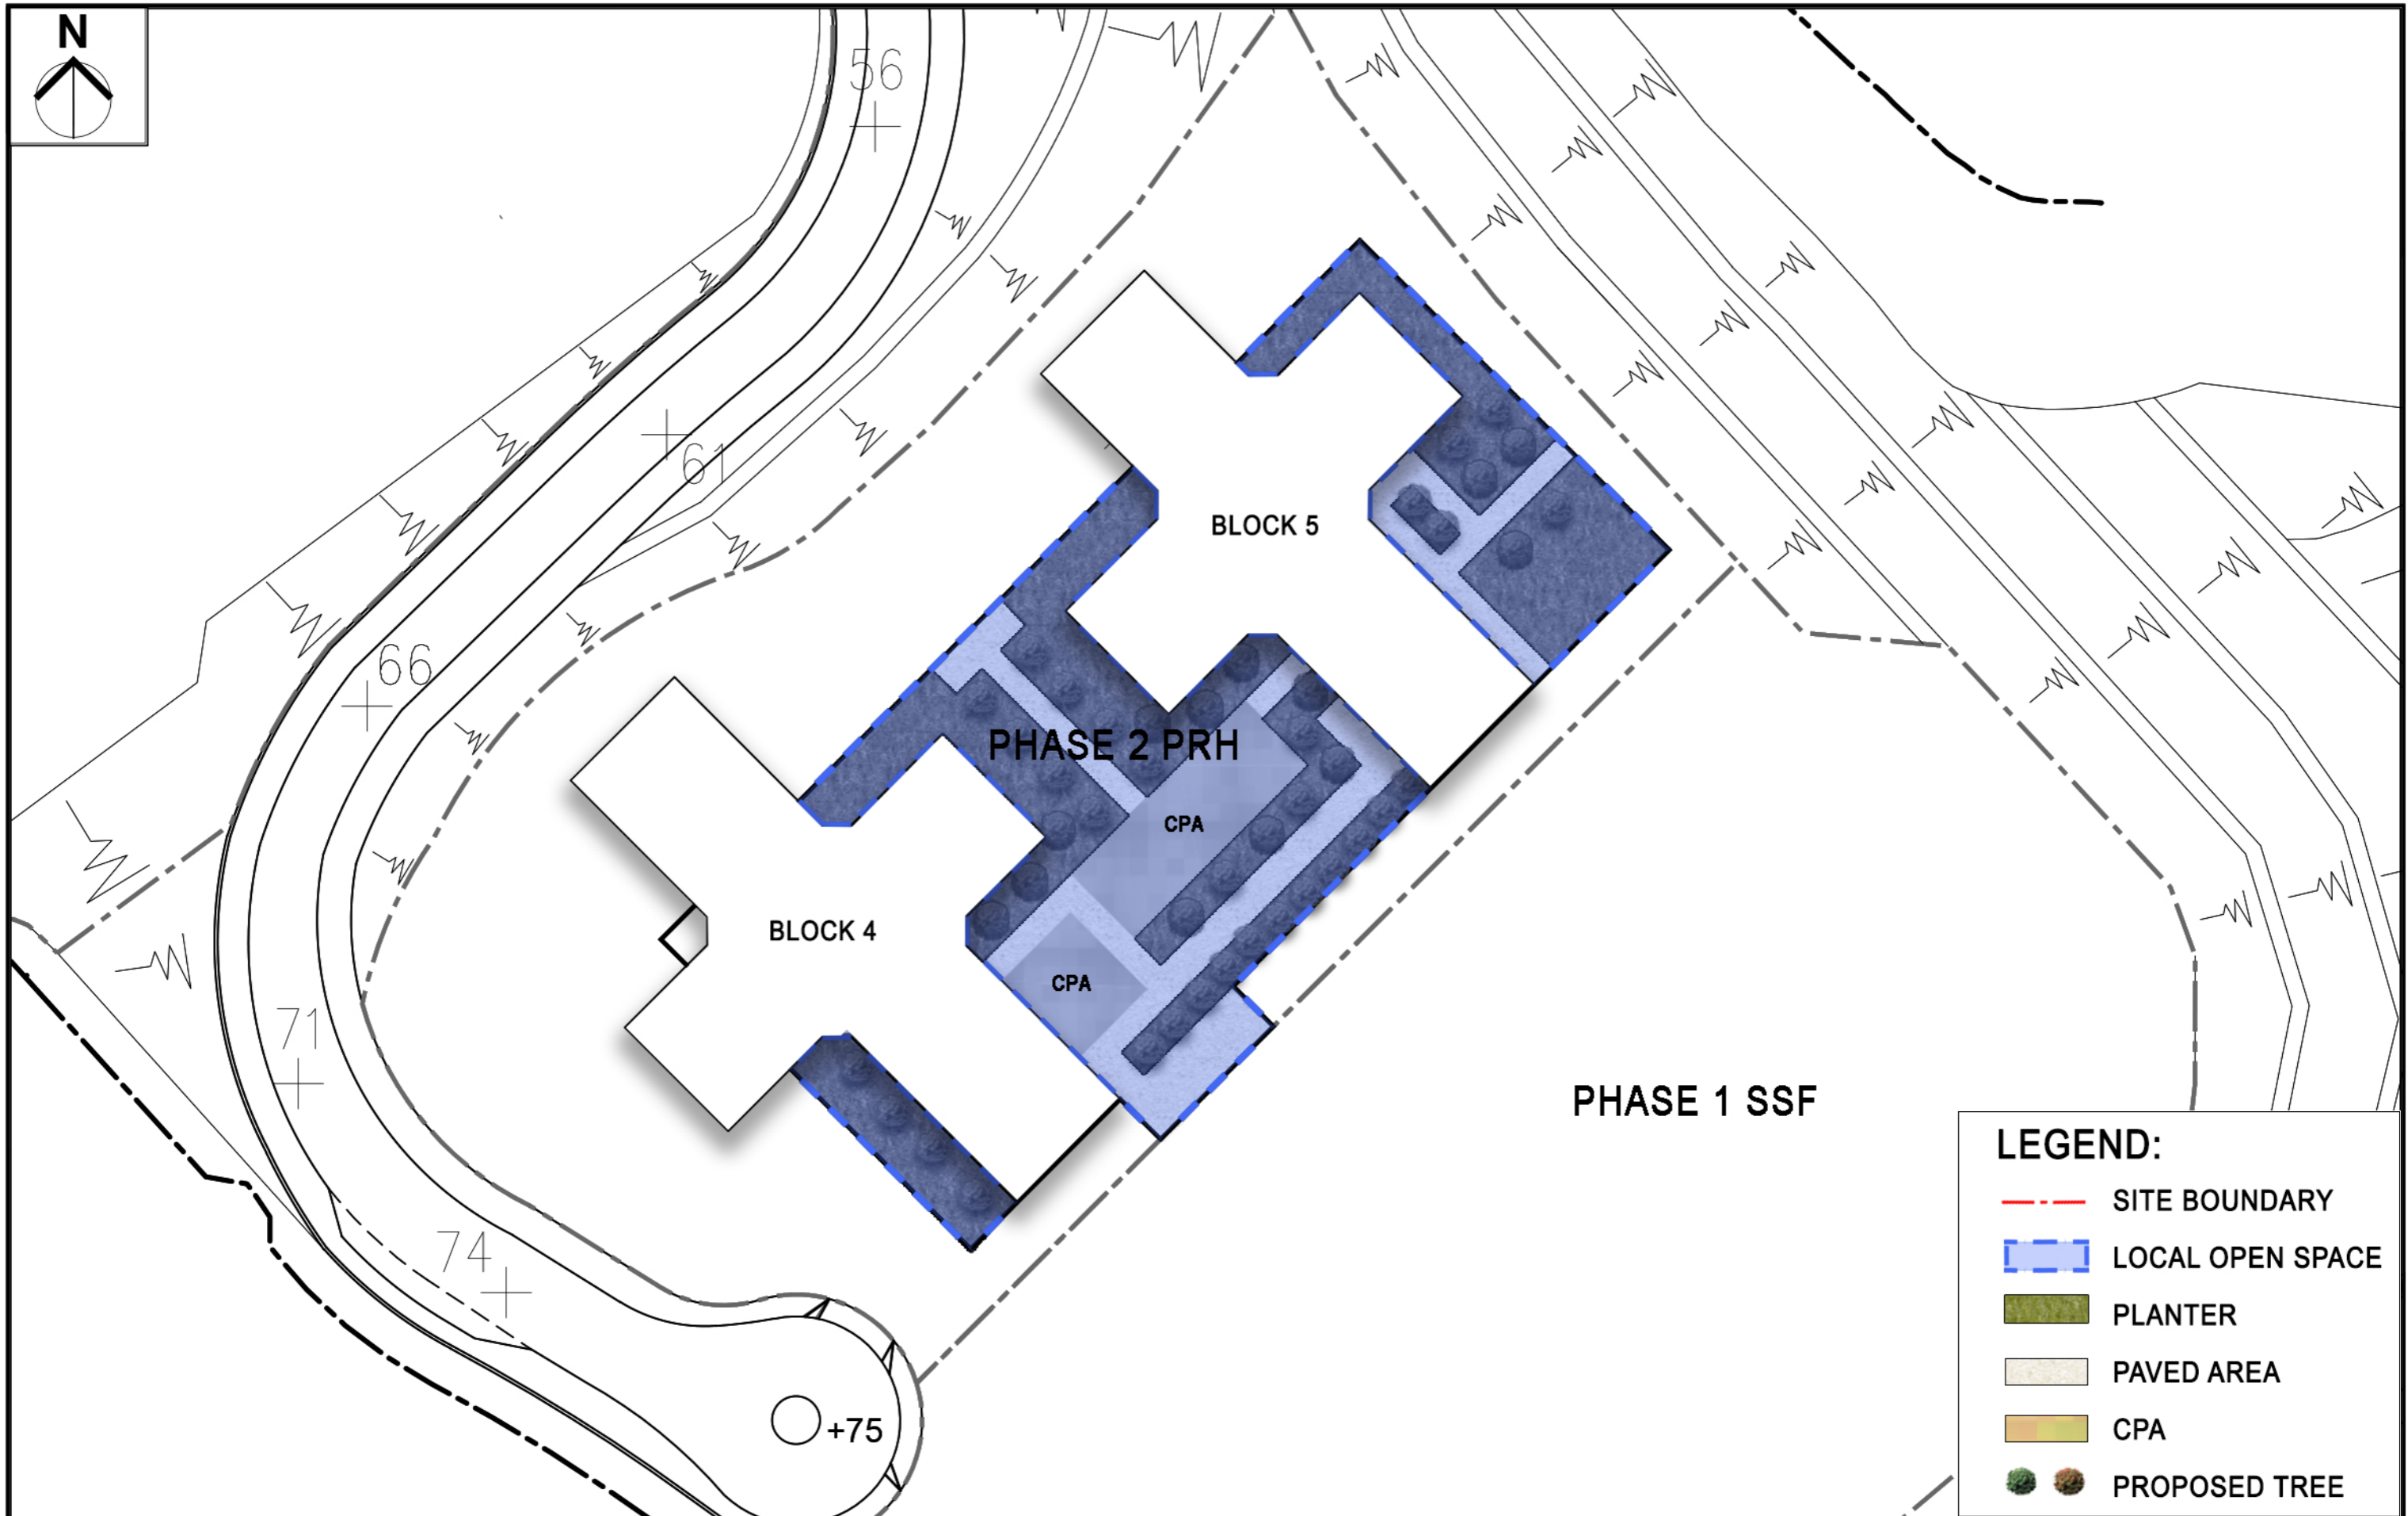 N
56
61
BLOCK 5
66
PHASE 2 PRH
CPA
BLOCK 4
CPA
71
PHASE 1 SSF
74
+75
LEGEND:
SITE BOUNDARY
LOCAL OPEN SPACE
PLANTER
PAVED AREA
CPA
PROPOSED TREE